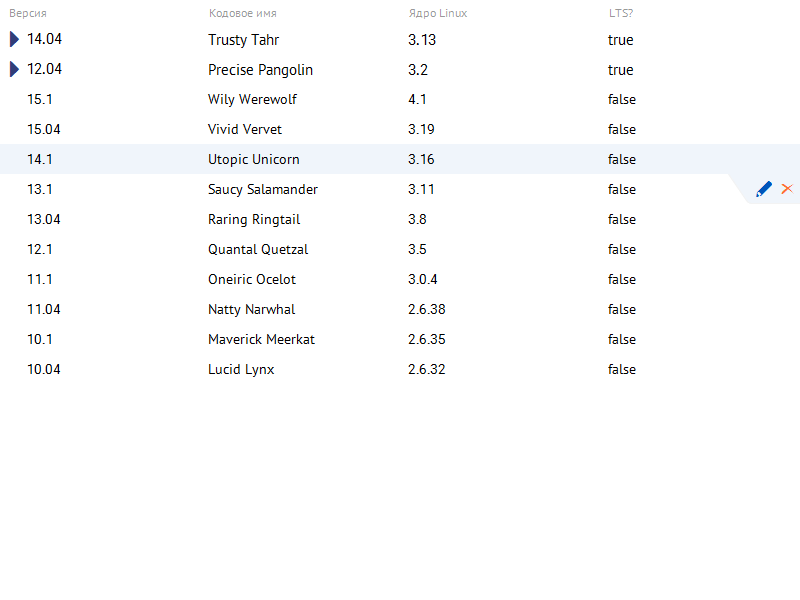 Версия Кодовое имя Ядро Linux LTS?
14.04 Trusty Tahr 3.13 true
12.04 Precise Pangolin 3.2 true
15.1 Wily Werewolf 4.1 false
15.04 Vivid Vervet 3.19 false
14.1 Utopic Unicorn 3.16 false
13.1 Saucy Salamander 3.11 false
13.04 Raring Ringtail 3.8 false
12.1 Quantal Quetzal 3.5 false
11.1 Oneiric Ocelot 3.0.4 false
11.04 Natty Narwhal 2.6.38 false
10.1 Maverick Meerkat 2.6.35 false
10.04 Lucid Lynx 2.6.32 false